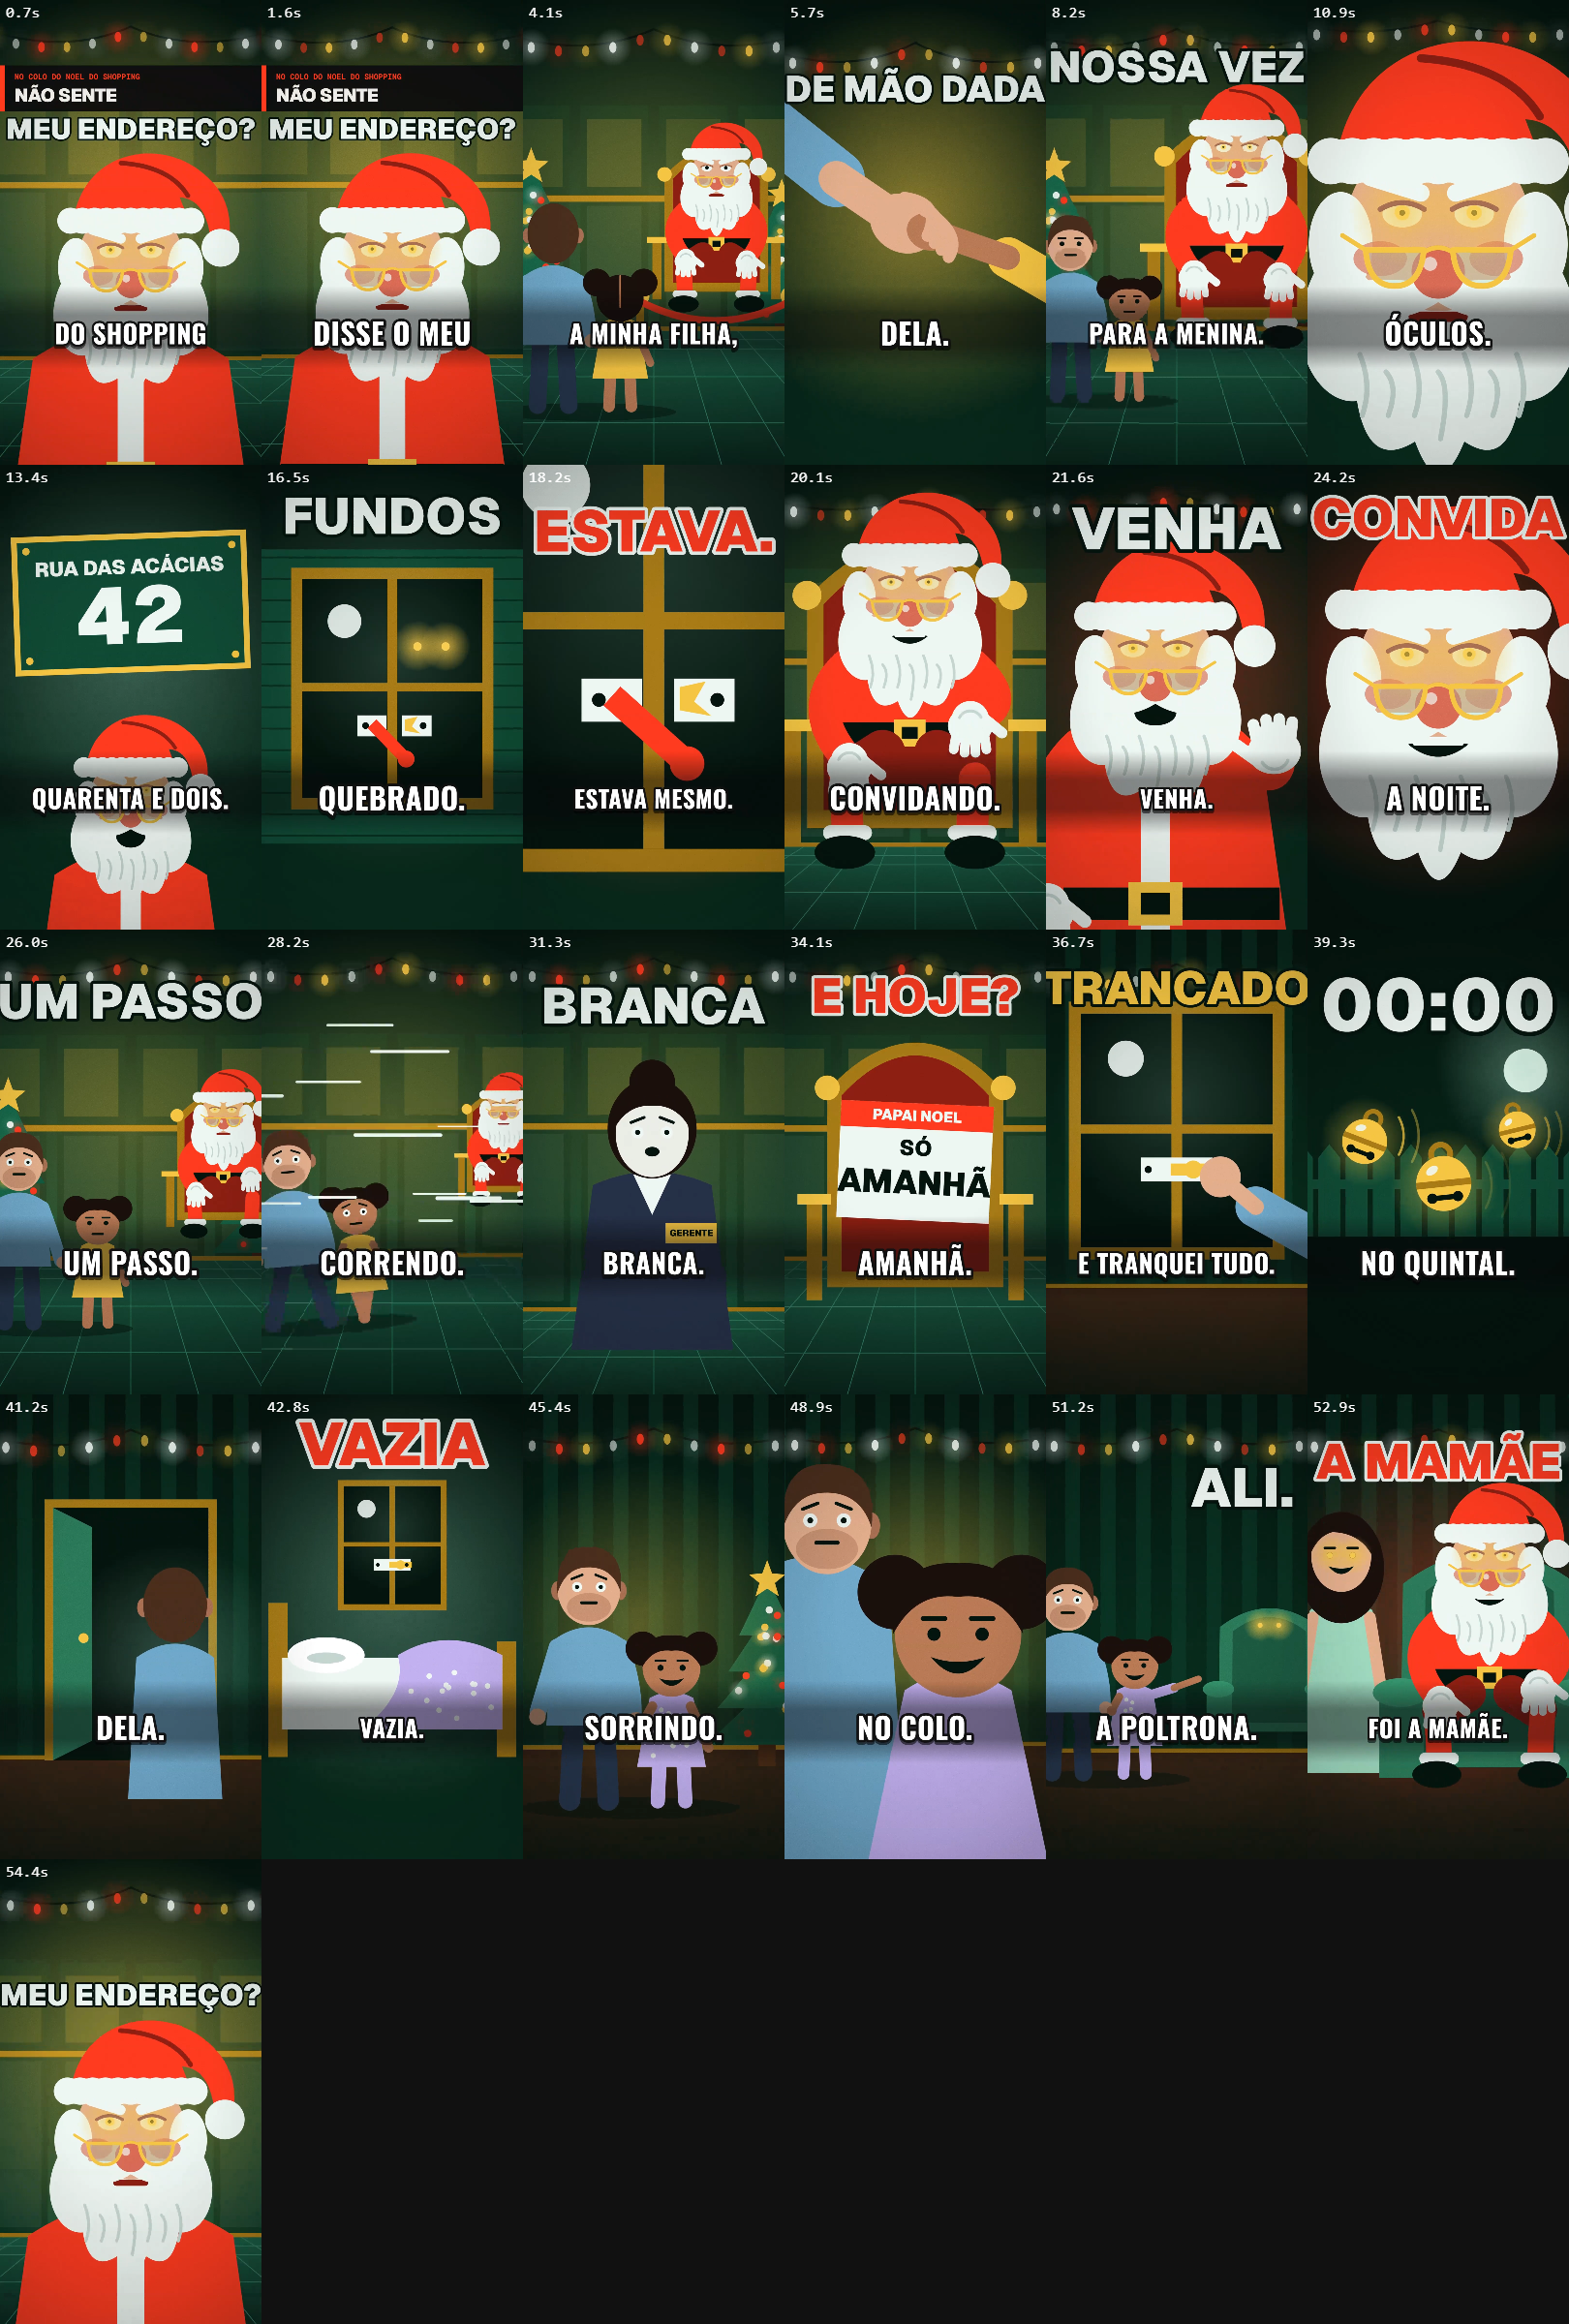 0.7s
NO COLO DO NOEL DO SHOPPING
NÃO SENTE
MEU ENDEREÇO?
DO SHOPPING
1.6s
NO COLO DO NOEL DO SHOPPING
NÃO SENTE
MEU ENDEREÇO?
DISSE O MEU
4.1s
A MINHA FILHA,
5.7s
DE MÃO DADA
DELA.
8.2s
NOSSA VEZ
PARA A MENINA.
10.9s
ÓCULOS.
13.4s
RUA DAS ACÁCIAS
42
QUARENTA E DOIS.
16.5s
FUNDOS
QUEBRADO.
18.2s
ESTAVA.
ESTAVA MESMO.
20.1s
CONVIDANDO.
21.6s
VENHA
VENHA.
24.2s
CONVIDA
A NOITE.
26.0s
UM PASSO
UM PASSO.
28.2s
CORRENDO.
31.3s
BRANCA
GERENTE
BRANCA.
34.1s
E HOJE?
PAPAI NOEL
SÓ
AMANHÃ
AMANHÃ.
36.7s
TRANCADO
E TRANQUEI TUDO.
39.3s
00:00
NO QUINTAL.
41.2s
DELA.
42.8s
VAZIA
VAZIA.
45.4s
SORRINDO.
48.9s
NO COLO.
51.2s
ALI.
A POLTRONA.
52.9s
A MAMÃE
FOI A MAMÃE.
54.4s
MEU ENDEREÇO?